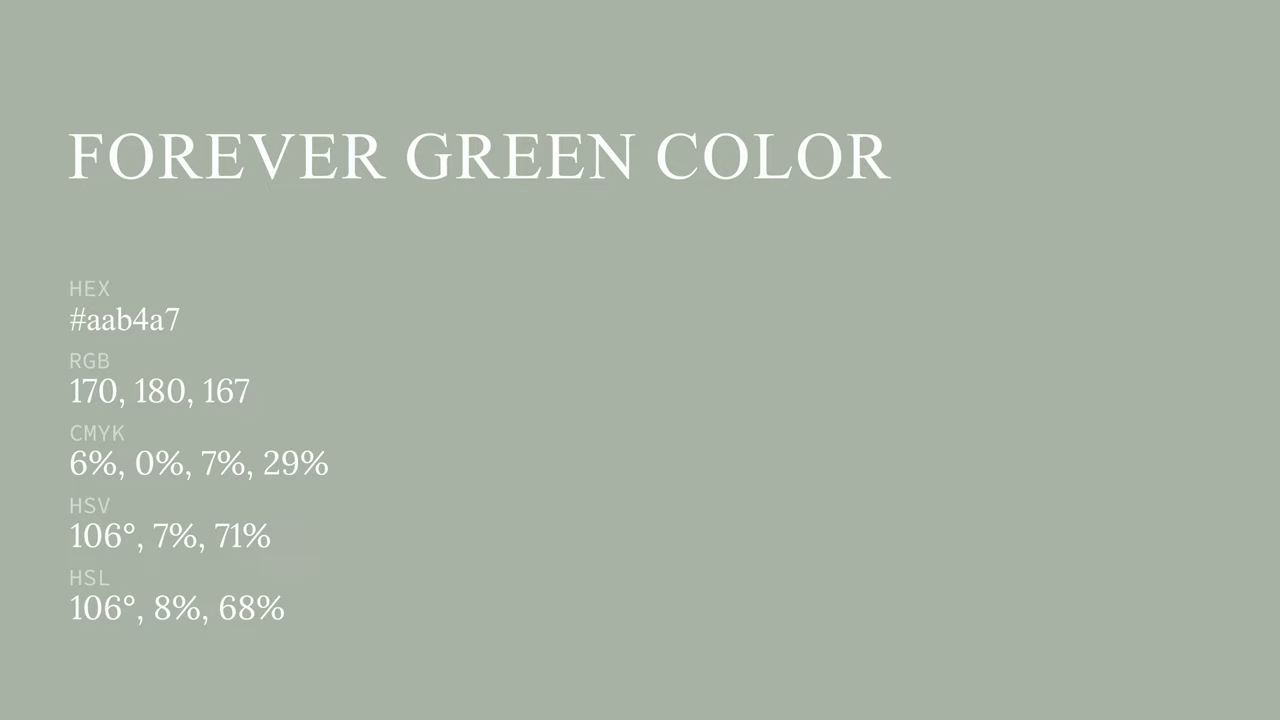 FOREVER GREEN COLOR
HEX
#aab4a7
RGB
170, 180, 167
CMYK
6%, 0%, 7%, 29%
HSV
106°, 7%, 71%
HSL
106°, 8%, 68%